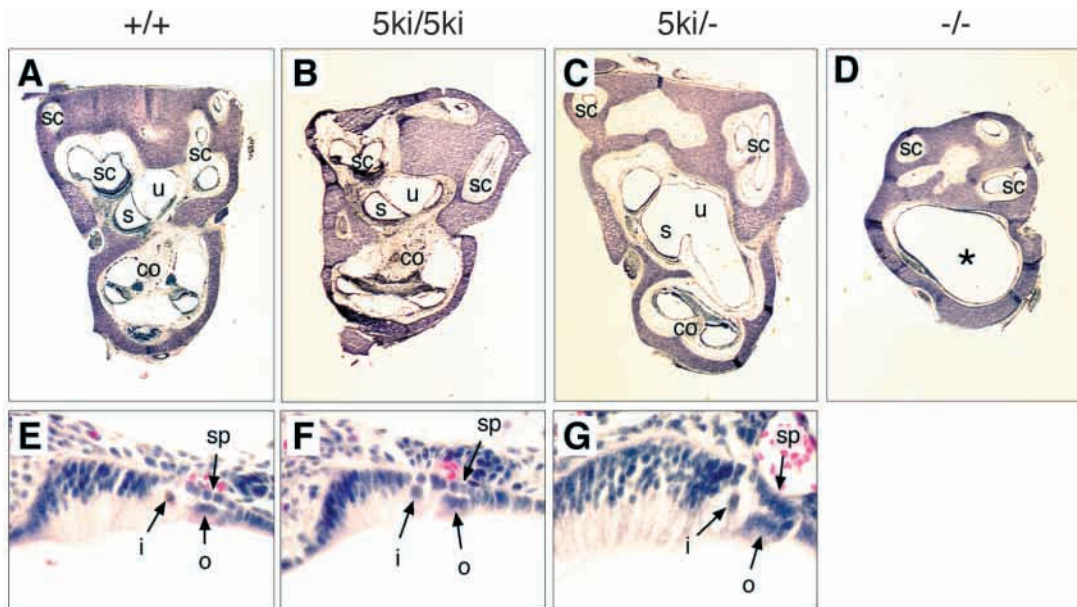 +/+ 5ki/5ki 5ki/- -/-
A B C D
sc sc sc sc sc sc sc sc
sc u u u
s s s *
co co co
E F G
sp sp sp
i o i o i o